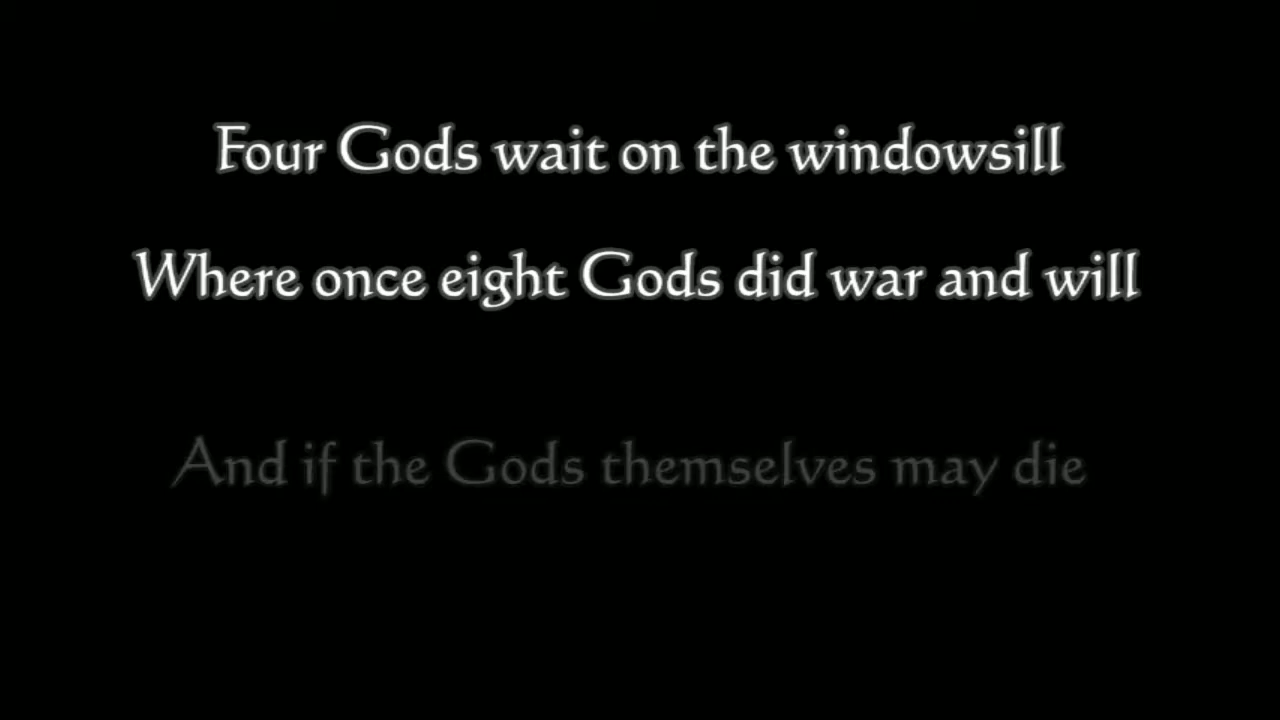 Four Gods wait on the windowsill
Where once eight Gods did war and will
And if the Gods themselves may die